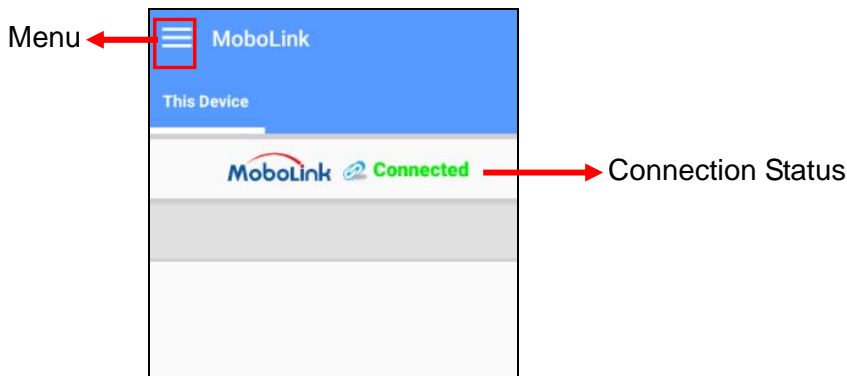 Menu
MoboLink
This Device
MoboLink Connected
Connection Status